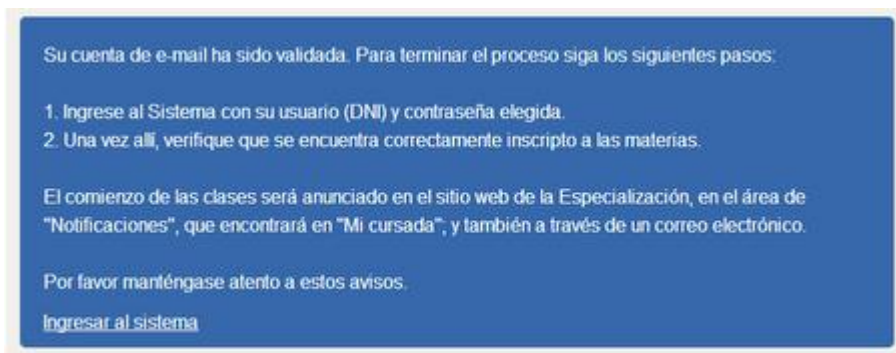 Su cuenta de e-mail ha sido validada. Para terminar el proceso siga los siguientes pasos:
1. Ingrese al Sistema con su usuario (DNI) y contraseña elegida.
2. Una vez allí, verifique que se encuentra correctamente inscripto a las materias.
El comienzo de las clases será anunciado en el sitio web de la Especialización, en el área de
"Notificaciones", que encontrará en "Mi cursada"; y también a través de un correo electrónico.
Por favor manténgase atento a estos avisos.
Ingresar al sistema